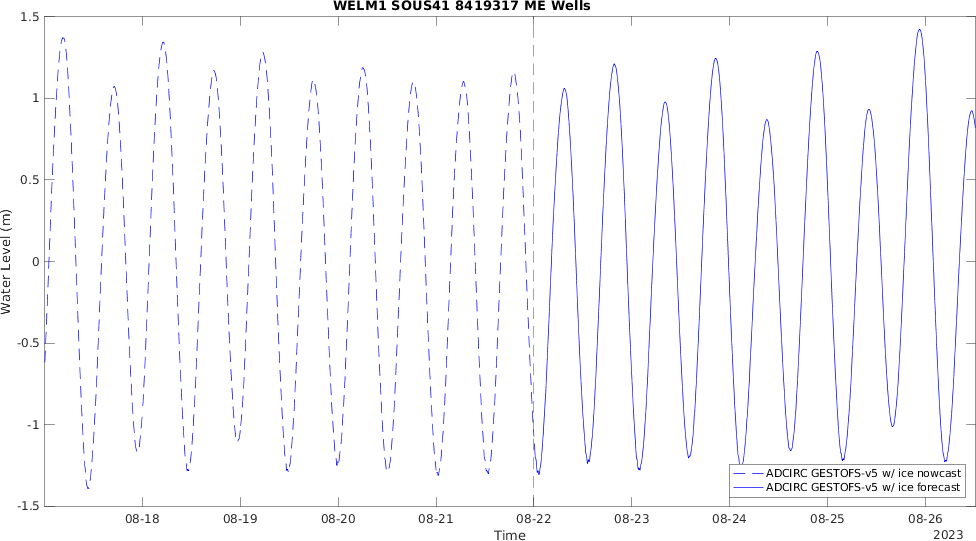 WELM1 SOUS41 8419317 ME Wells
Water Level (m)
1.5
1
0.5
0
-0.5
-1
-1.5
08-18 08-19 08-20 08-21 08-22 08-23 08-24 08-25 08-26
Time
2023
ADCIRC GESTOFS-v5 w/ ice nowcast
ADCIRC GESTOFS-v5 w/ ice forecast